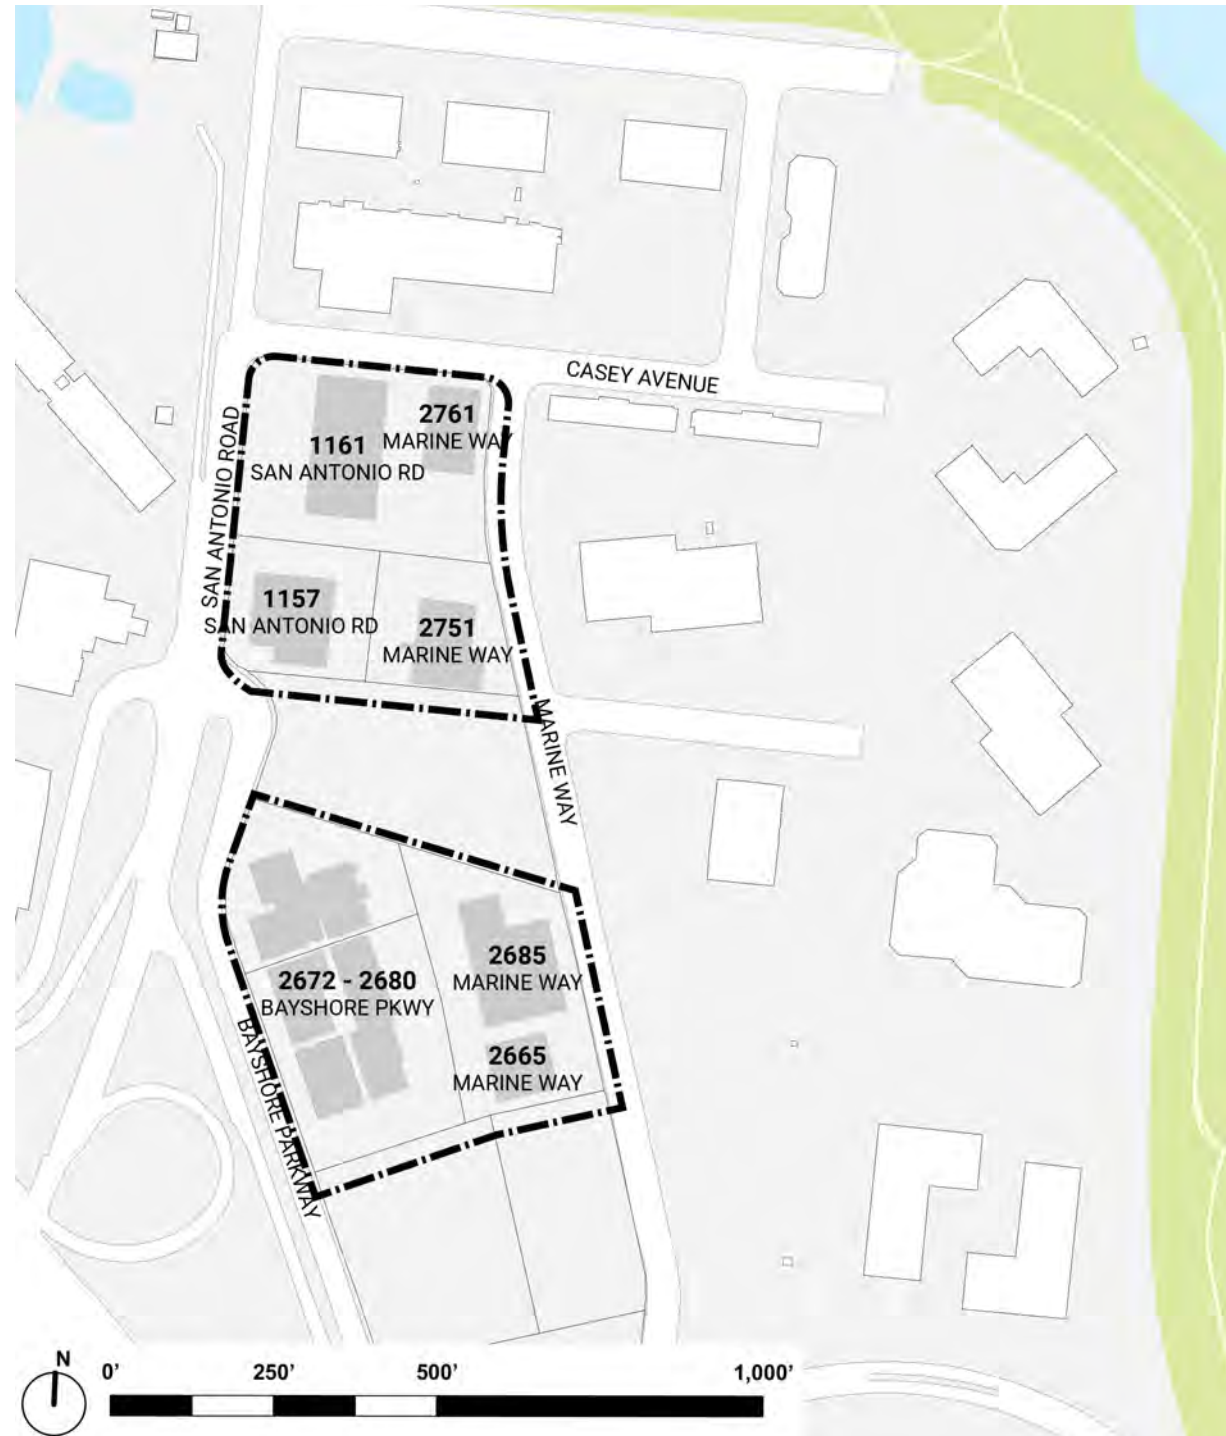 CASEY AVENUE
2761
MARINE WAY
1161
SAN ANTONIO RD
SAN ANTONIO ROAD
1157
SAN ANTONIO RD
2751
MARINE WAY
MARINE WAY
2685
MARINE WAY
2672 - 2680
BAYSHORE PKWY
2665
MARINE WAY
BAYSHORE PARKWAY
N
0' 250' 500' 1,000'